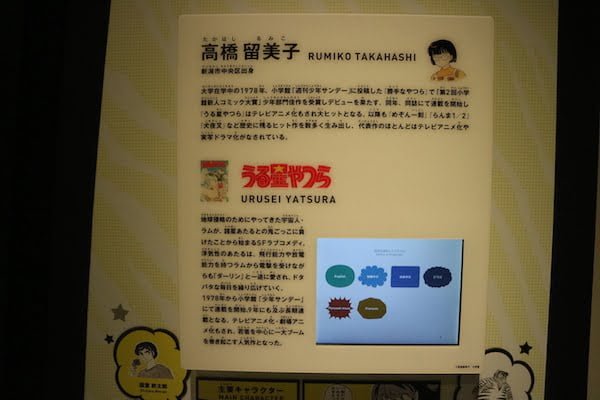 たかはし るみこ
高橋 留美子 RUMIKO TAKAHASHI
新潟市中央区出身
大学在学中の1978年、小学館「週刊少年サンデー」に投稿した「勝手なやつら」で「第2回小学
館新人コミック大賞」少年部門佳作を受賞しデビューを果たす。同年、同誌にて連載を開始し
「うる星やつら」はテレビアニメ化もされ大ヒットとなる。以降も「めぞん一刻」「らんま1/2」
「犬夜叉」など歴史に残るヒット作を数多く生み出し、代表作のほとんどはテレビアニメ化や
実写ドラマ化がなされている。
うる星やつら
URUSEI YATSURA
地球侵略のためにやってきた宇宙人・
ラムが、諸星あたるとの鬼ごっこに負
けたことから始まるSFラブコメディ。
浮気性のあたるは、飛行能力や放電
能力を持つラムから電撃を受けなが
らも「ダーリン」と一途に愛され、ドタ
バタな毎日を繰り広げていく。
1978年から小学館「少年サンデー」
にて連載を開始。9年にも及ぶ長期連
載となる。テレビアニメ化・劇場アニ
メ化もされ、若者を中心に一大ブーム
を巻き起こす人気作となった。
English
主要キャラクター
MAIN CHARACTER